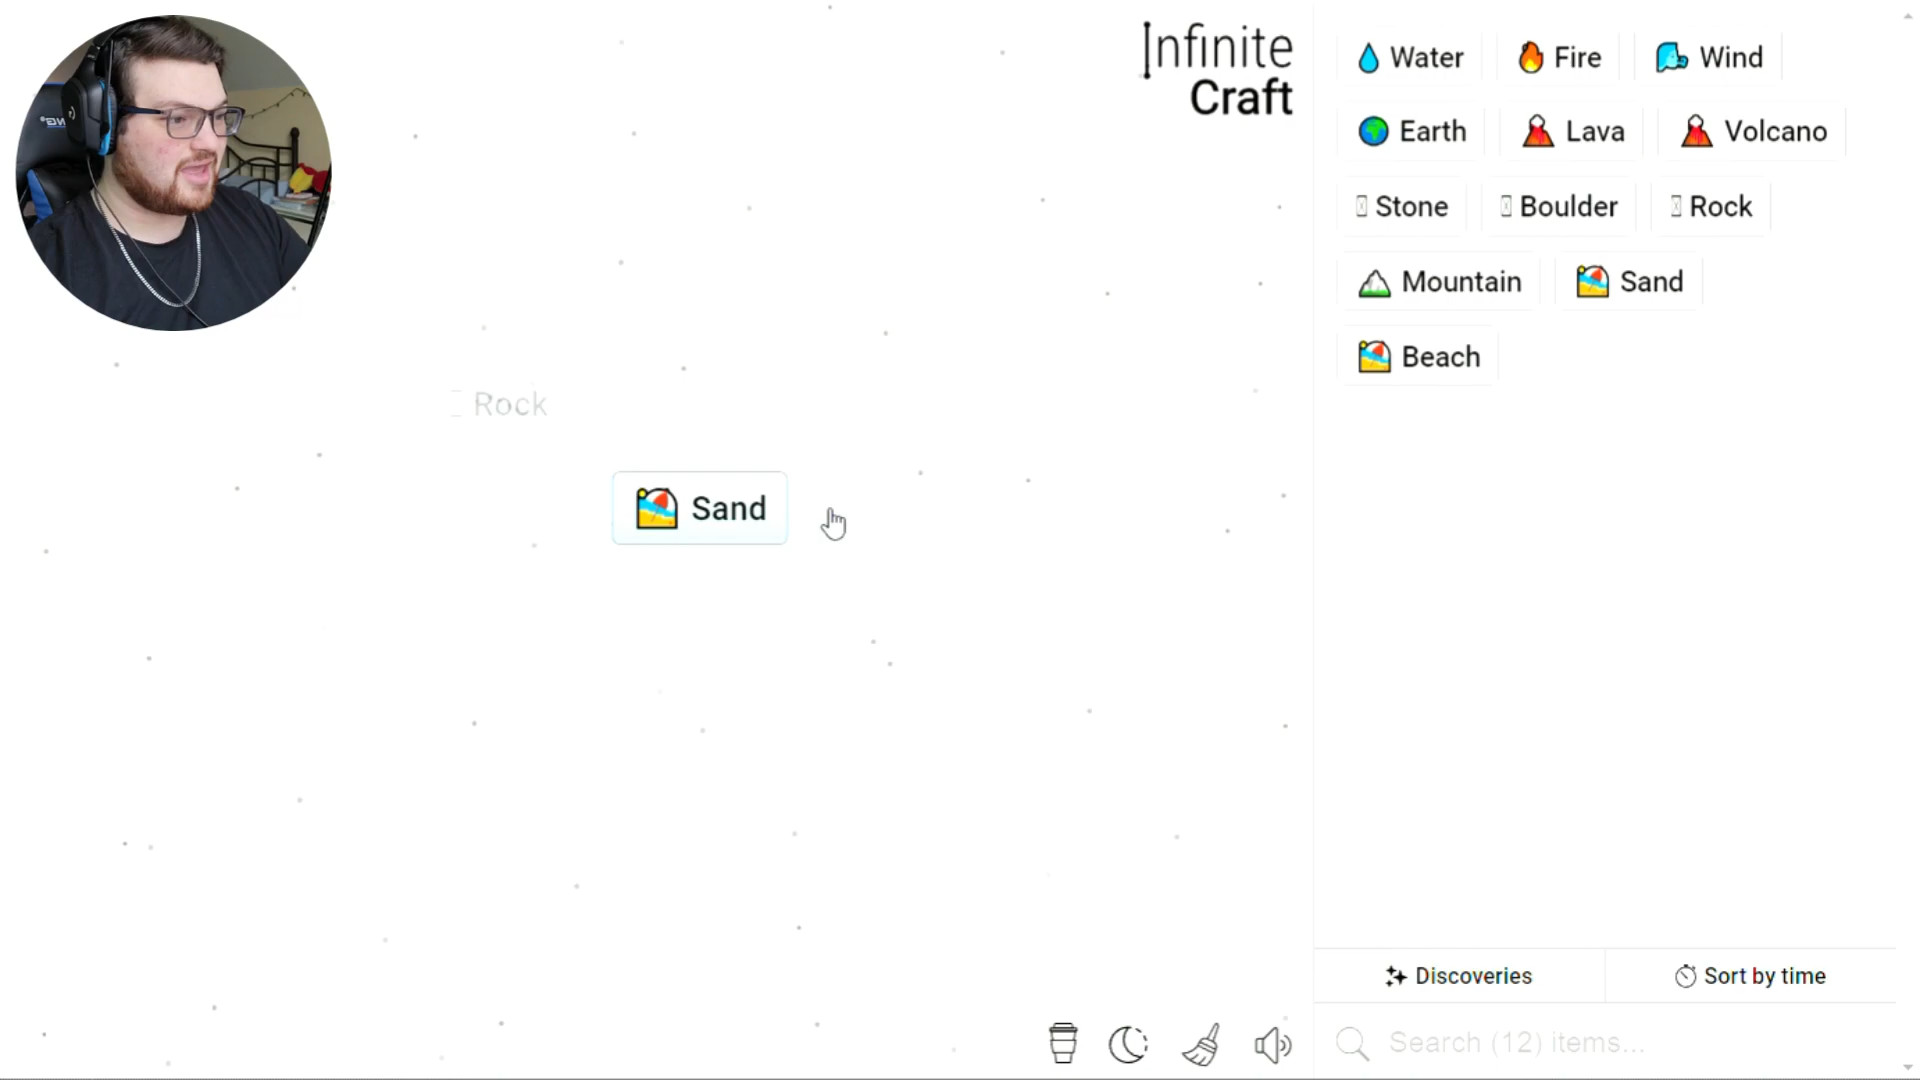 Infinite
Craft
Water
Fire
Wind
Earth
Lava
Volcano
Stone
Boulder
Rock
Mountain
Sand
Beach
Rock
Sand
Discoveries
Sort by time
Search (12) items...